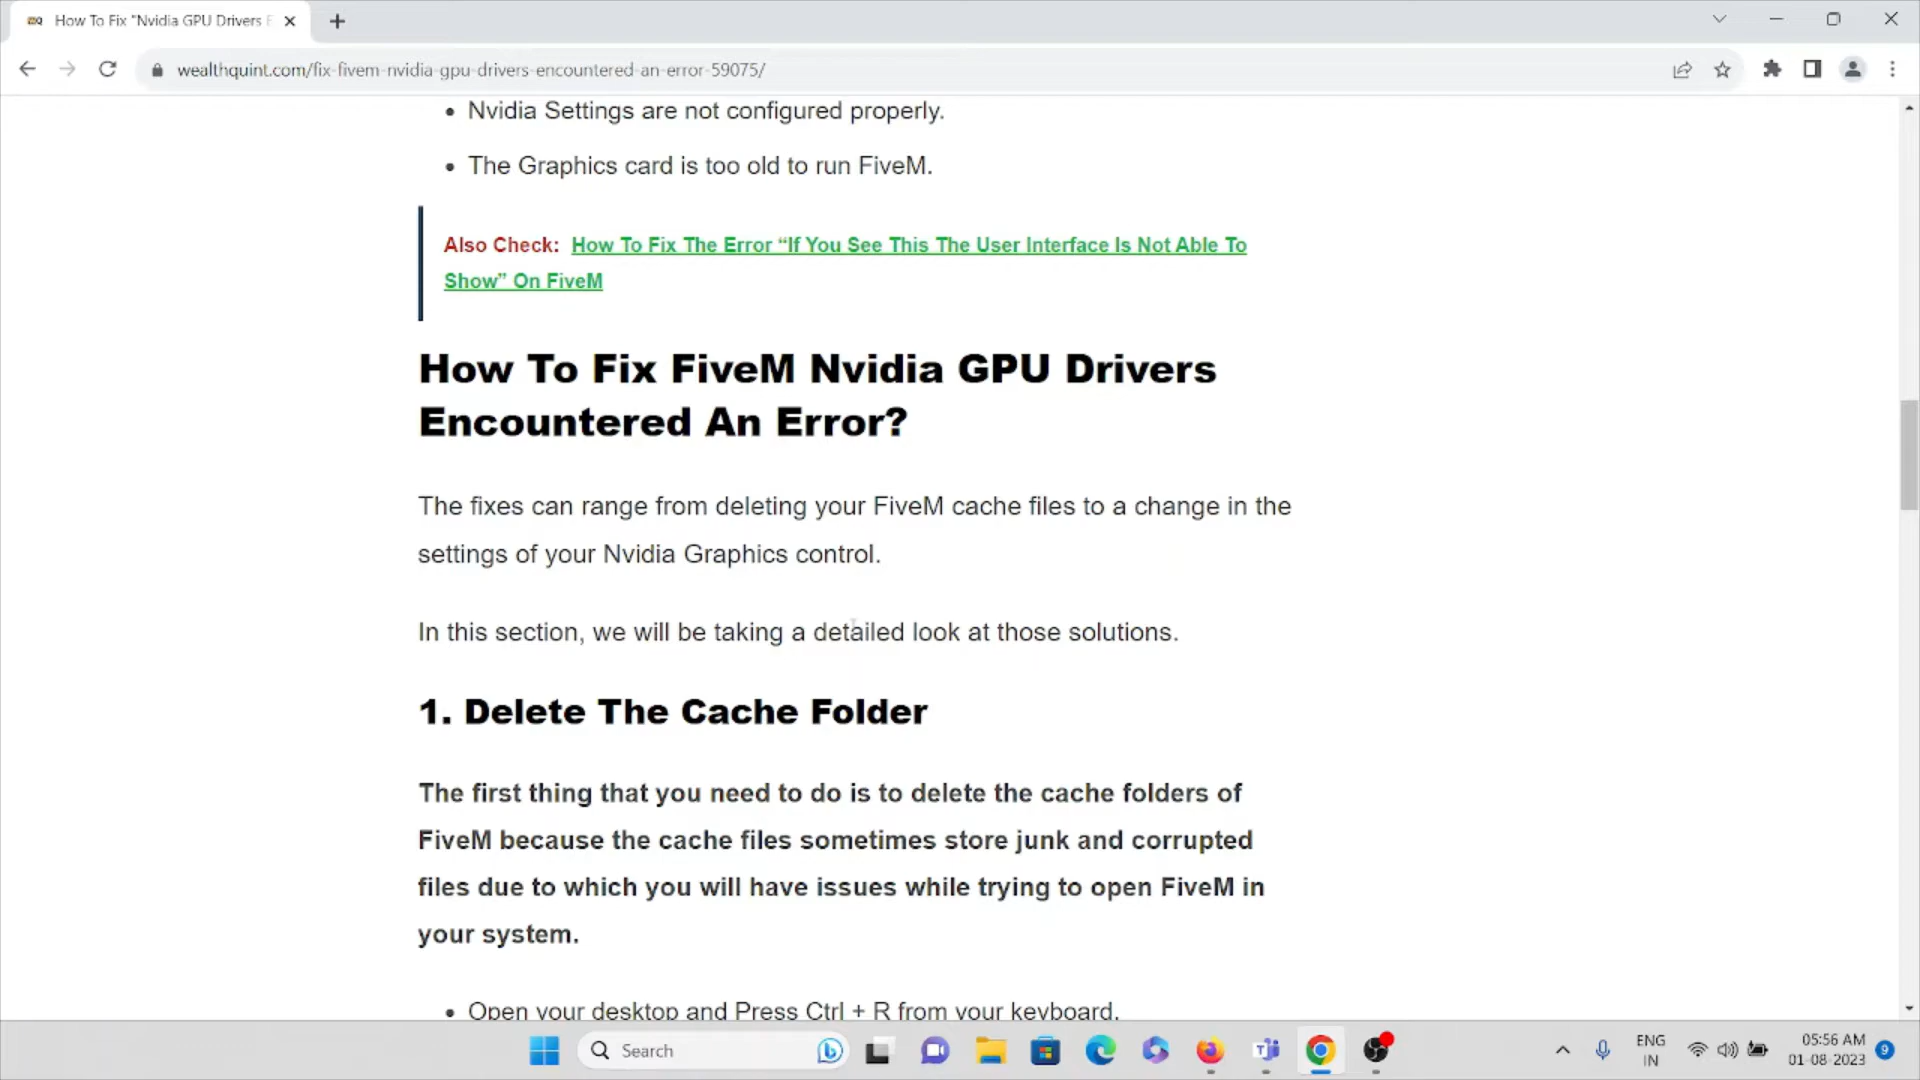 How To Fix "Nvidia GPU Drivers E
wealthquint.com/fix-fivem-nvidia-gpu-drivers-encountered-an-error-59075/
• Nvidia Settings are not configured properly.
• The Graphics card is too old to run FiveM.
Also Check: How To Fix The Error “If You See This The User Interface Is Not Able To
Show” On FiveM
How To Fix FiveM Nvidia GPU Drivers
Encountered An Error?
The fixes can range from deleting your FiveM cache files to a change in the
settings of your Nvidia Graphics control.
In this section, we will be taking a detailed look at those solutions.
1. Delete The Cache Folder
The first thing that you need to do is to delete the cache folders of
FiveM because the cache files sometimes store junk and corrupted
files due to which you will have issues while trying to open FiveM in
your system.
• Open your desktop and Press Ctrl + R from your keyboard.
Search
ENG
IN
05:56 AM
01-08-2023
9